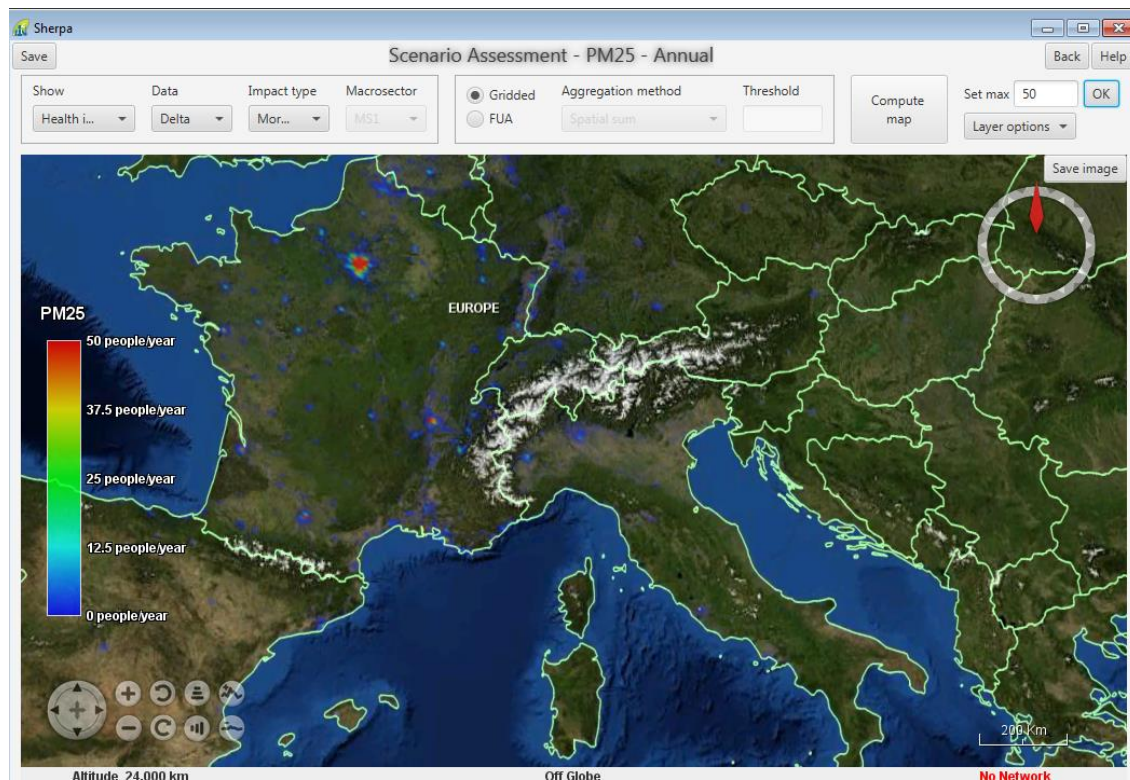 Sherpa
Save
Scenario Assessment - PM25 - Annual
Back
Help
Show
Data
Impact type
Macrosector
Health i...
Delta
Mor...
MS1
Gridded
FUA
Aggregation method
Threshold
Spatial sum
Compute
map
Set max
50
OK
Layer options
Save image
EUROPE
PM25
50 people/year
37.5 people/year
25 people/year
12.5 people/year
0 people/year
200 Km
Altitude 24,000 km
Off Globe
No Network